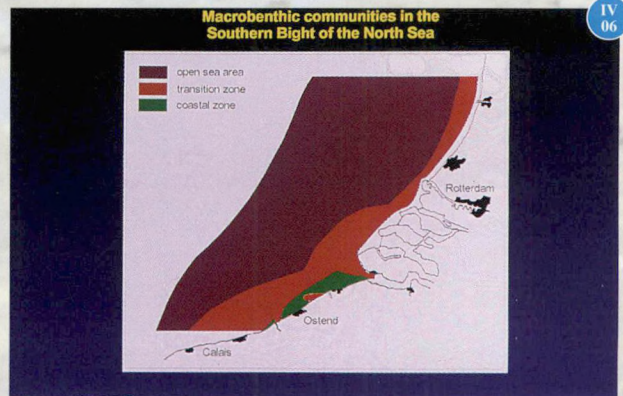 Macrobenthic communities in the
Southern Bight of the North Sea
IV
06
open sea area
transition zone
coastal zone
Rotterdam
Ostend
Calais